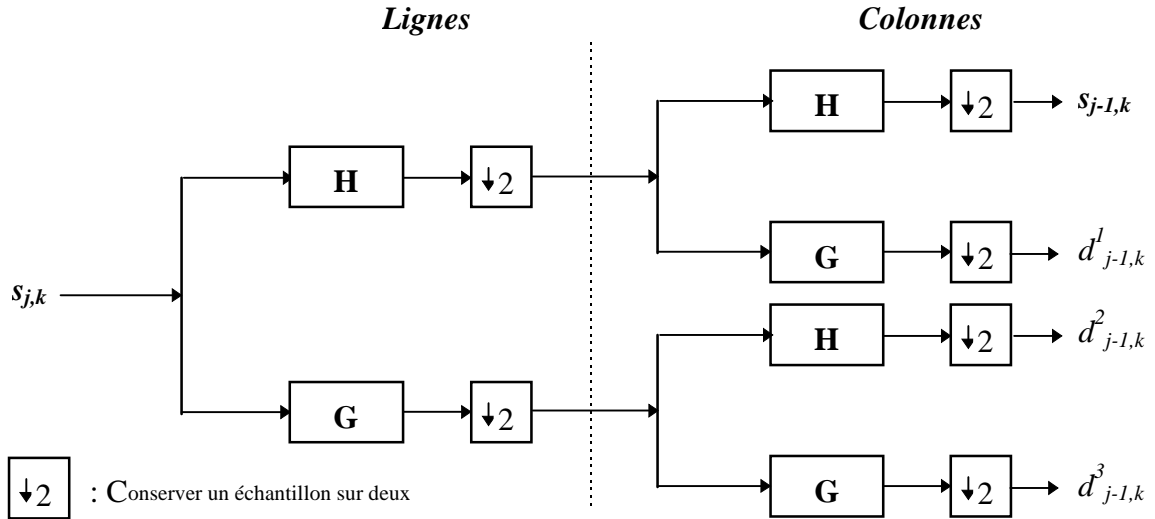 Lignes Colonnes
H ↓2 s_{j-1,k}
H ↓2
G ↓2 d^1_{j-1,k}
s_{j,k}
H ↓2 d^2_{j-1,k}
G ↓2
G ↓2 d^3_{j-1,k}
↓2 : Conserver un échantillon sur deux